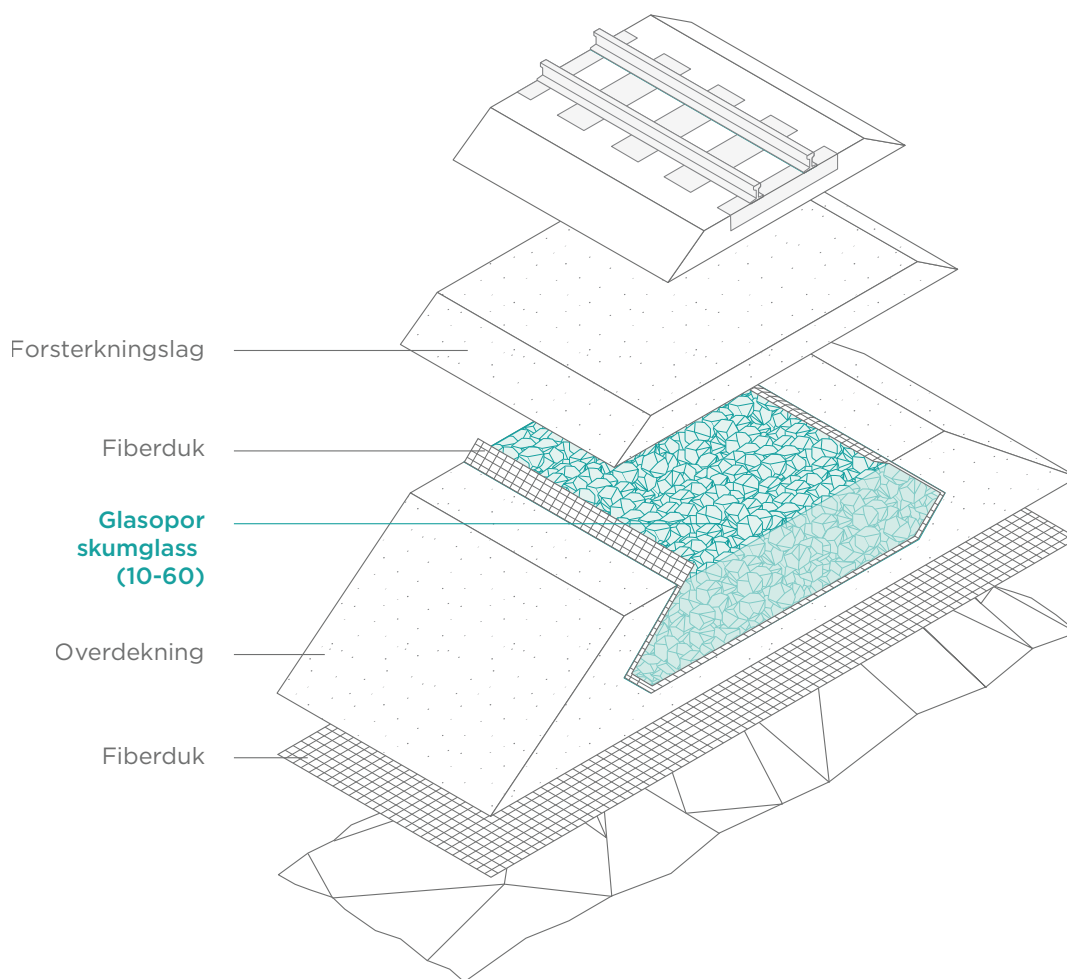 Forsterkningslag
Fiberduk
Glasopor
skumglass
(10-60)
Overdekning
Fiberduk